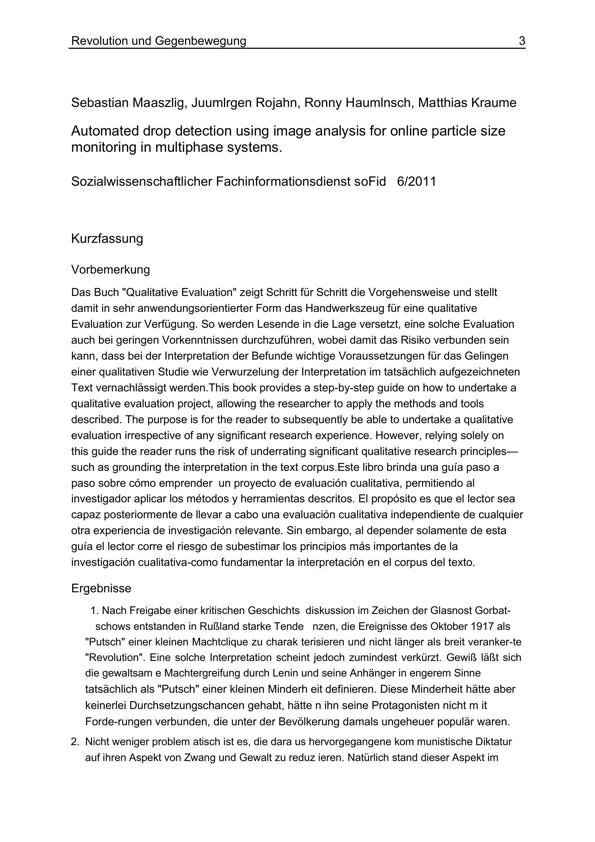 Revolution und Gegenbewegung 3
Sebastian Maaszlig, Juumlrgen Rojahn, Ronny Haumlnsch, Matthias Kraume
Automated drop detection using image analysis for online particle size
monitoring in multiphase systems.
Sozialwissenschaftlicher Fachinformationsdienst soFid 6/2011
Kurzfassung
Vorbemerkung
Das Buch "Qualitative Evaluation" zeigt Schritt für Schritt die Vorgehensweise und stellt
damit in sehr anwendungsorientierter Form das Handwerkszeug für eine qualitative
Evaluation zur Verfügung. So werden Lesende in die Lage versetzt, eine solche Evaluation
auch bei geringen Vorkenntnissen durchzuführen, wobei damit das Risiko verbunden sein
kann, dass bei der Interpretation der Befunde wichtige Voraussetzungen für das Gelingen
einer qualitativen Studie wie Verwurzelung der Interpretation im tatsächlich aufgezeichneten
Text vernachlässigt werden.This book provides a step-by-step guide on how to undertake a
qualitative evaluation project, allowing the researcher to apply the methods and tools
described. The purpose is for the reader to subsequently be able to undertake a qualitative
evaluation irrespective of any significant research experience. However, relying solely on
this guide the reader runs the risk of underrating significant qualitative research principles—
such as grounding the interpretation in the text corpus.Este libro brinda una guía paso a
paso sobre cómo emprender un proyecto de evaluación cualitativa, permitiendo al
investigador aplicar los métodos y herramientas descritos. El propósito es que el lector sea
capaz posteriormente de llevar a cabo una evaluación cualitativa independiente de cualquier
otra experiencia de investigación relevante. Sin embargo, al depender solamente de esta
guía el lector corre el riesgo de subestimar los principios más importantes de la
investigación cualitativa-como fundamentar la interpretación en el corpus del texto.
Ergebnisse
1. Nach Freigabe einer kritischen Geschichts diskussion im Zeichen der Glasnost Gorbat-
schows entstanden in Rußland starke Tende nzen, die Ereignisse des Oktober 1917 als
"Putsch" einer kleinen Machtclique zu charak terisieren und nicht länger als breit veranker-te
"Revolution". Eine solche Interpretation scheint jedoch zumindest verkürzt. Gewiß läßt sich
die gewaltsam e Machtergreifung durch Lenin und seine Anhänger in engerem Sinne
tatsächlich als "Putsch" einer kleinen Minderh eit definieren. Diese Minderheit hätte aber
keinerlei Durchsetzungschancen gehabt, hätte n ihn seine Protagonisten nicht m it
Forde-rungen verbunden, die unter der Bevölkerung damals ungeheuer populär waren.
2. Nicht weniger problem atisch ist es, die dara us hervorgegangene kom munistische Diktatur
auf ihren Aspekt von Zwang und Gewalt zu reduz ieren. Natürlich stand dieser Aspekt im